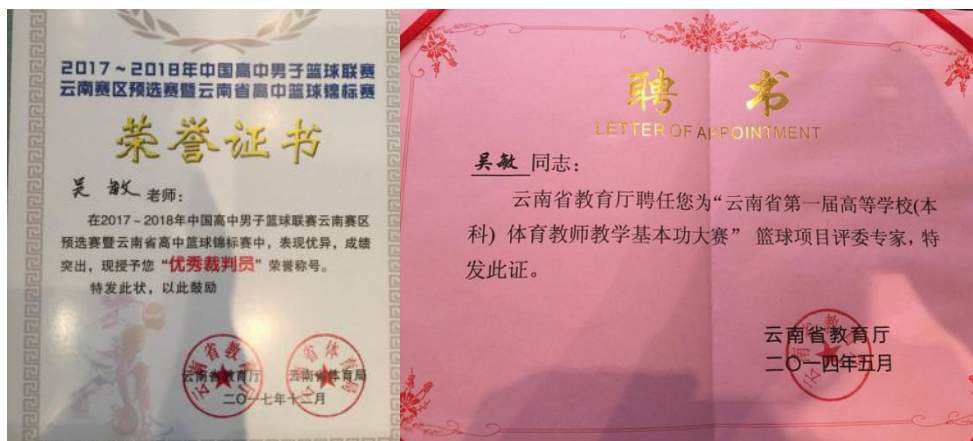 2017～2018年中国高中男子篮球联赛
云南赛区预选赛暨云南省高中篮球锦标赛
荣誉证书
吴敏 老师：
在2017－2018年中国高中男子篮球联赛云南赛区
预选赛暨云南省高中篮球锦标赛中，表现优异，成绩
突出，现授予您“优秀裁判员”荣誉称号。
特发此状，以此鼓励
云南省教育厅 云南省体育局
二〇一七年十二月
聘书
LETTER OF APPOINTMENT
吴敏 同志：
云南省教育厅聘任您为“云南省第一届高等学校(本
科) 体育教师教学基本功大赛” 篮球项目评委专家，特
发此证。
云南省教育厅
二〇一四年五月